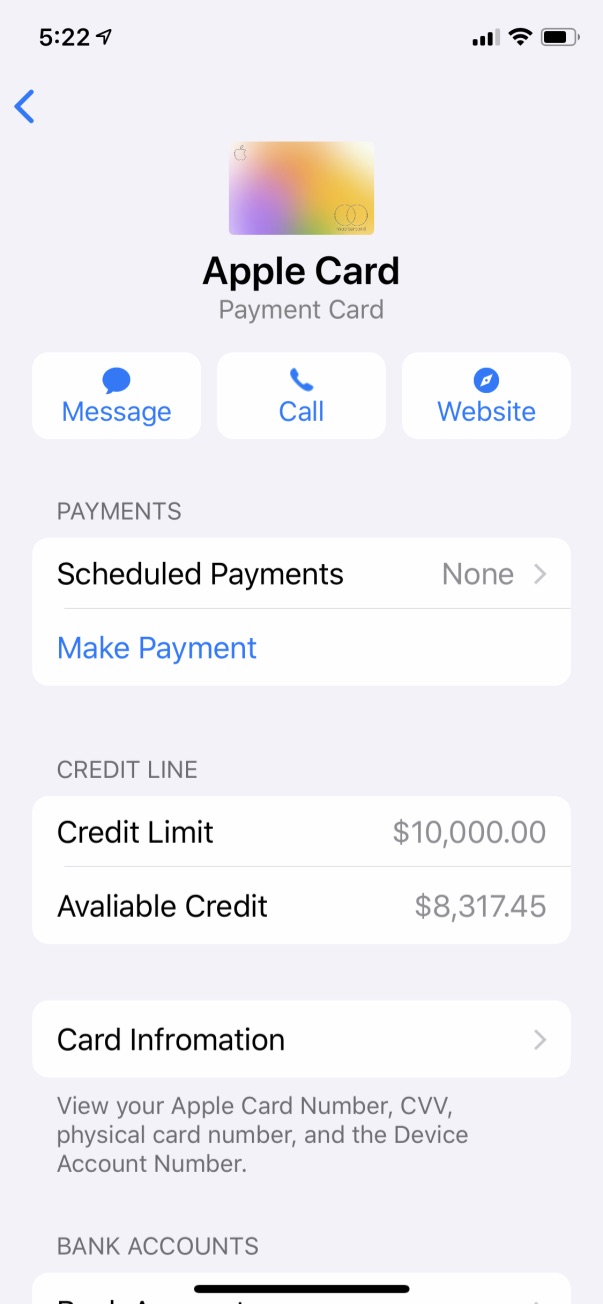 5:22
Apple Card
Payment Card
Message
Call
Website
PAYMENTS
Scheduled Payments None
Make Payment
CREDIT LINE
Credit Limit $10,000.00
Avaliable Credit $8,317.45
Card Infromation
View your Apple Card Number, CVV,
physical card number, and the Device
Account Number.
BANK ACCOUNTS